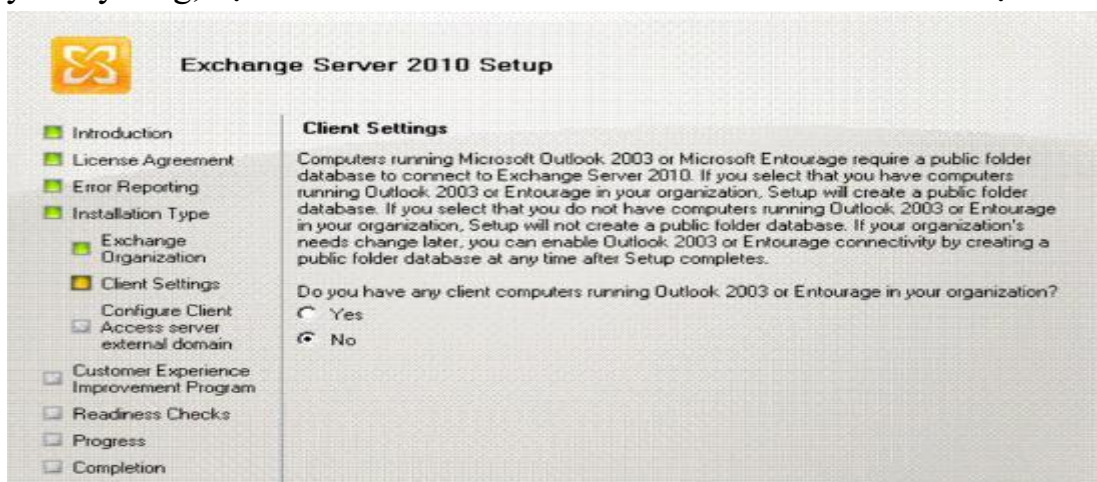 Exchange Server 2010 Setup
Introduction
License Agreement
Error Reporting
Installation Type
Exchange
Organization
Client Settings
Configure Client
Access server
external domain
Customer Experience
Improvement Program
Readiness Checks
Progress
Completion
Client Settings
Computers running Microsoft Outlook 2003 or Microsoft Entourage require a public folder
database to connect to Exchange Server 2010. If you select that you have computers
running Outlook 2003 or Entourage in your organization, Setup will create a public folder
database. If you select that you do not have computers running Outlook 2003 or Entourage
in your organization, Setup will not create a public folder database. If your organization's
needs change later, you can enable Outlook 2003 or Entourage connectivity by creating a
public folder database at any time after Setup completes.
Do you have any client computers running Outlook 2003 or Entourage in your organization?
Yes
No